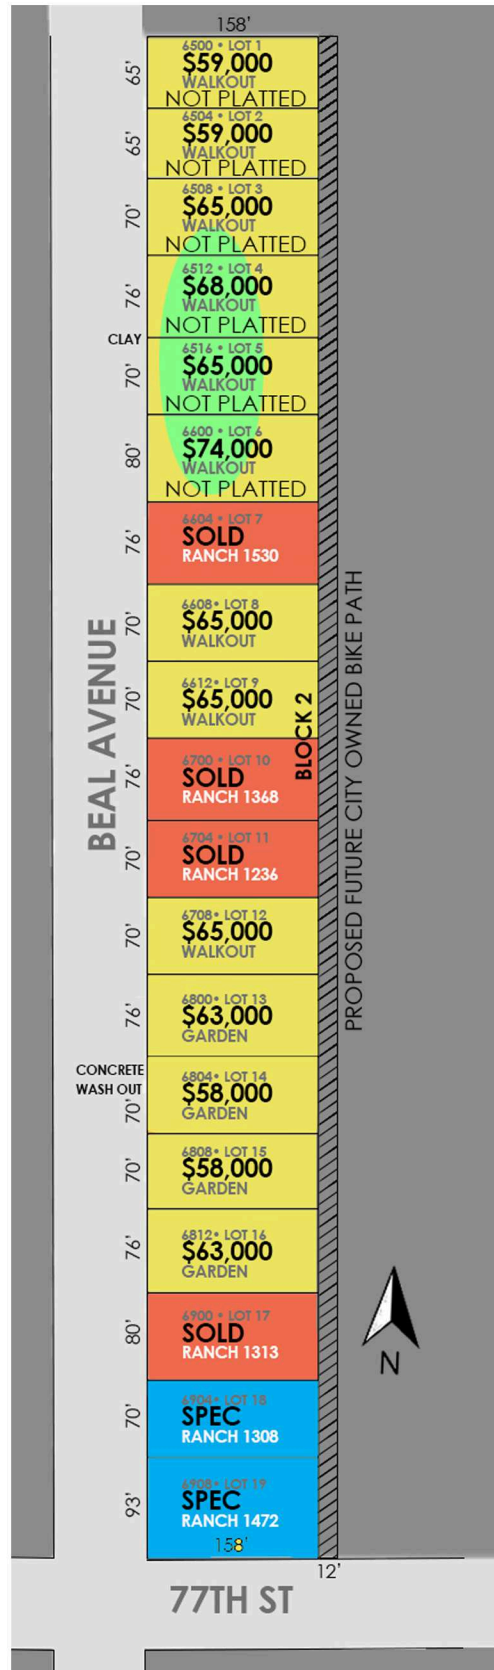 158'
65'
6500 • LOT 1
$59,000
WALKOUT
NOT PLATTED
65'
6504 • LOT 2
$59,000
WALKOUT
NOT PLATTED
70'
6508 • LOT 3
$65,000
WALKOUT
NOT PLATTED
76'
6512 • LOT 4
$68,000
WALKOUT
NOT PLATTED
CLAY
70'
6516 • LOT 5
$65,000
WALKOUT
NOT PLATTED
80'
6600 • LOT 6
$74,000
WALKOUT
NOT PLATTED
76'
6604 • LOT 7
SOLD
RANCH 1530
70'
6608• LOT 8
$65,000
WALKOUT
70'
6612• LOT 9
$65,000
WALKOUT
BLOCK 2
PROPOSED FUTURE CITY OWNED BIKE PATH
BEAL AVENUE
76'
6700 • LOT 10
SOLD
RANCH 1368
70'
6704 • LOT 11
SOLD
RANCH 1236
70'
6708• LOT 12
$65,000
WALKOUT
76'
6800• LOT 13
$63,000
GARDEN
CONCRETE
WASH OUT
70'
6804• LOT 14
$58,000
GARDEN
70'
6808• LOT 15
$58,000
GARDEN
76'
6812• LOT 16
$63,000
GARDEN
80'
6900 • LOT 17
SOLD
RANCH 1313
N
70'
6904• LOT 18
SPEC
RANCH 1308
93'
6908• LOT 19
SPEC
RANCH 1472
158'
12'
77TH ST